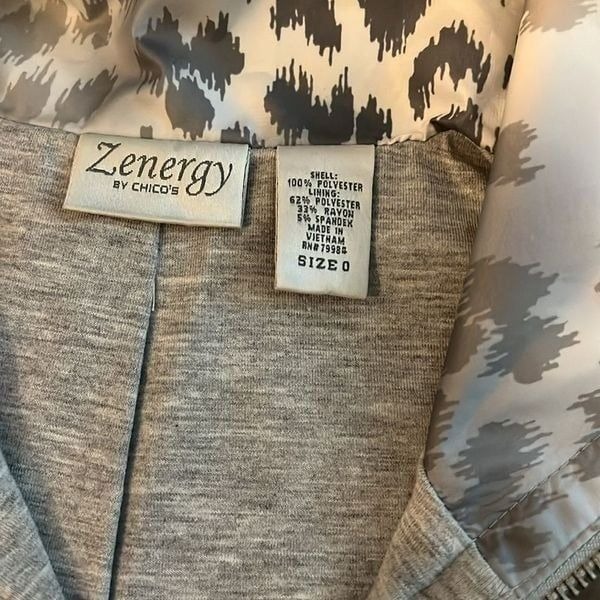 Zenergy
BY CHICO'S
SHELL:
100% POLYESTER
LINING:
62% POLYESTER
33% RAYON
5% SPANDEX
MADE IN
VIETNAM
RN#79984
SIZE 0